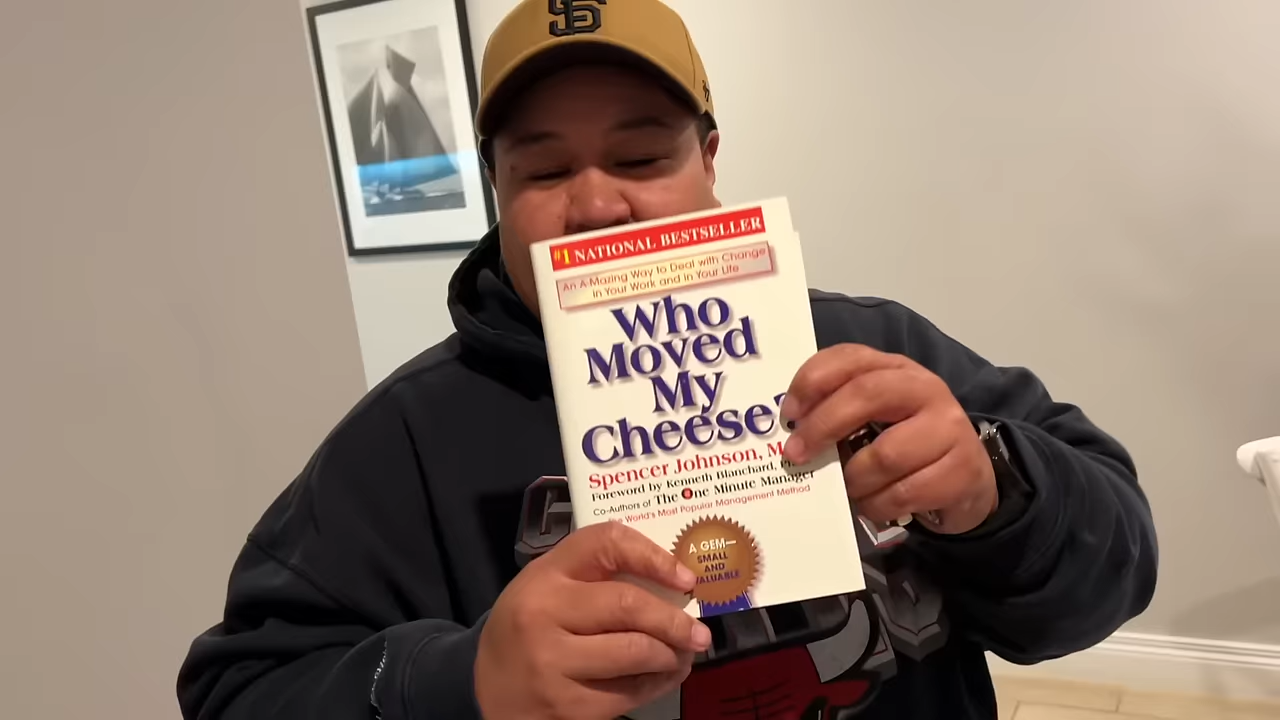 SF
#1 NATIONAL BESTSELLER
An A-Mazing Way to Deal with Change
in Your Work and in Your Life
Who
Moved
My
Cheese?
Spencer Johnson, M
Foreword by Kenneth Blanchard,
Co-Authors of The One Minute Manager
World's Most Popular Management Method
A GEM—
SMALL
AND
VALUABLE